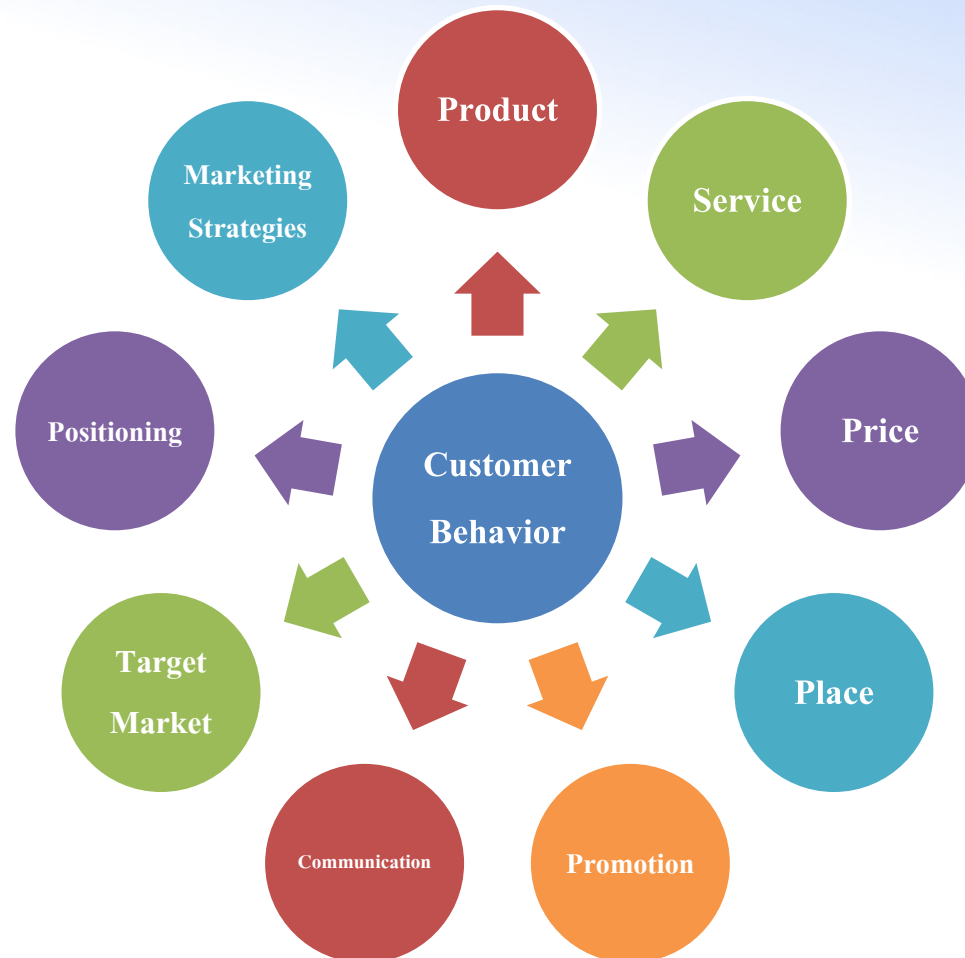 Product
Service
Price
Place
Promotion
Communication
Target
Market
Positioning
Marketing
Strategies
Customer
Behavior